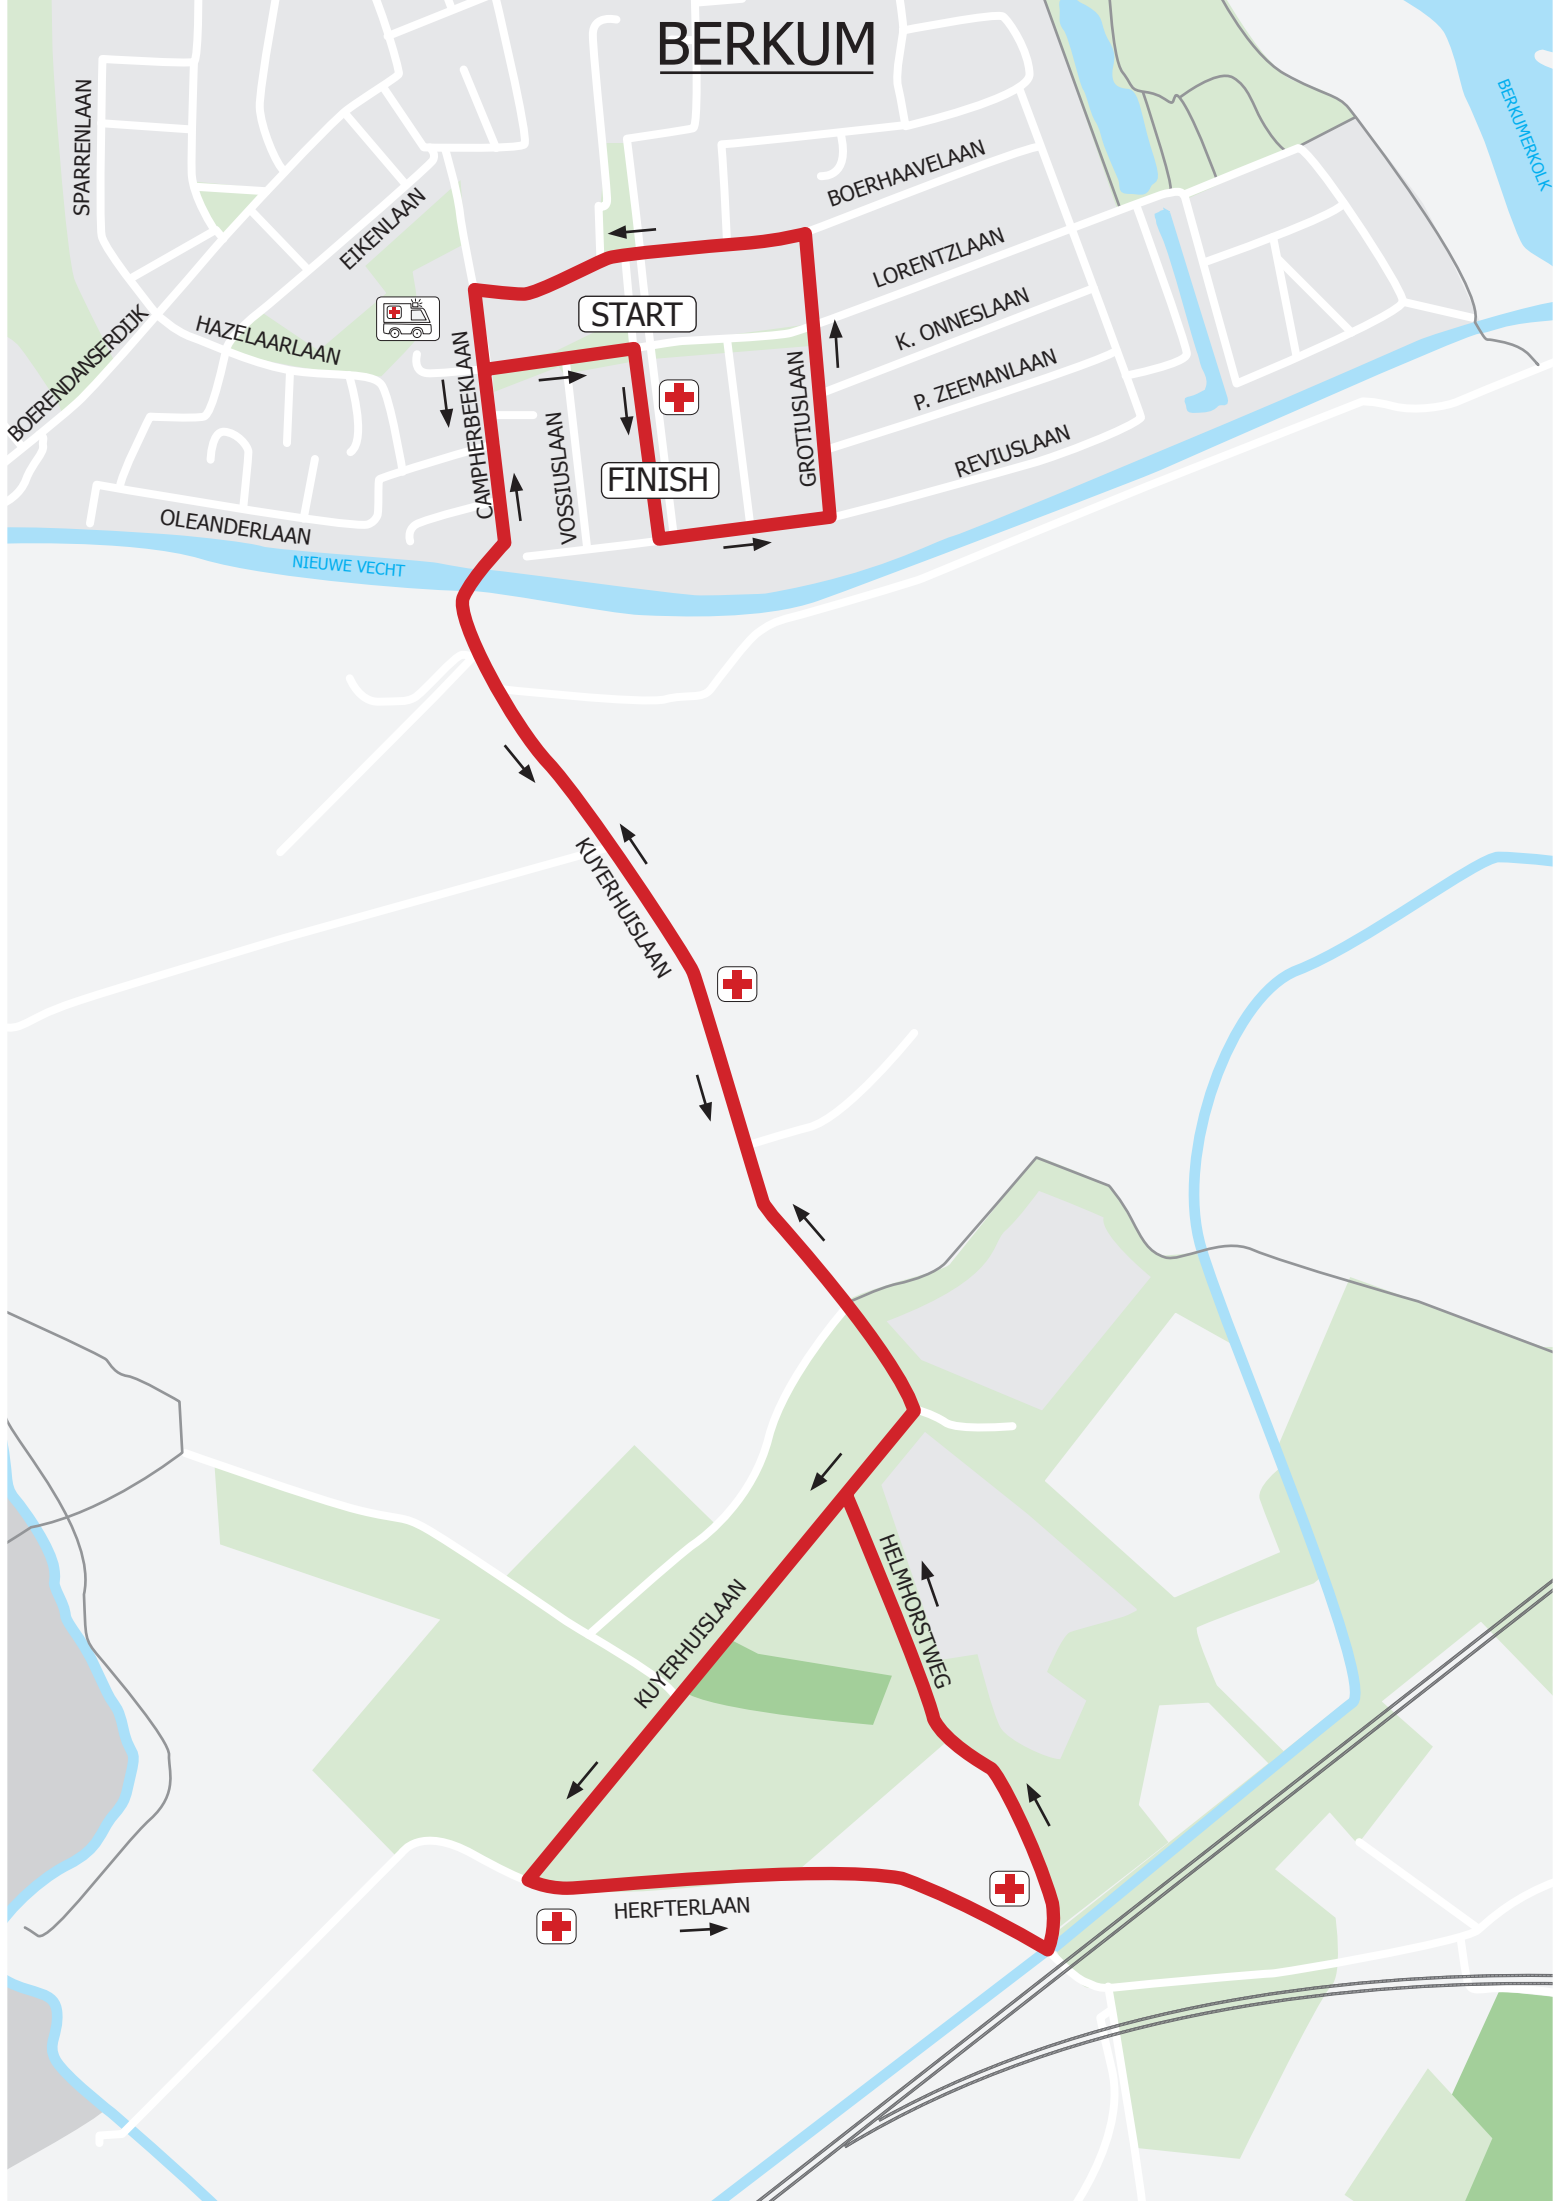 BERKUM
SPARRENLAAN
BERKUMERKOLK
BOERHAAVELAAN
EIKENLAAN
LORENTZLAAN
START
K. ONNESLAAN
BOERENDANSERDIJK
HAZELAARLAAN
P. ZEEMANLAAN
CAMPHERBEEKLAAN
GROTIUSLAAN
VOSSIUSLAAN
REVIUSLAAN
FINISH
OLEANDERLAAN
NIEUWE VECHT
KUYERHUISLAAN
HELMHORSTWEG
KUYERHUISLAAN
HERFTERLAAN